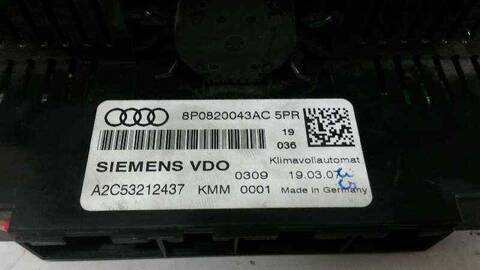 8P0820043AC 5PR
19
036
SIEMENS VDO
Klimavollautomat
0309 19.03.07
A2C53212437 KMM 0001 Made in Germany